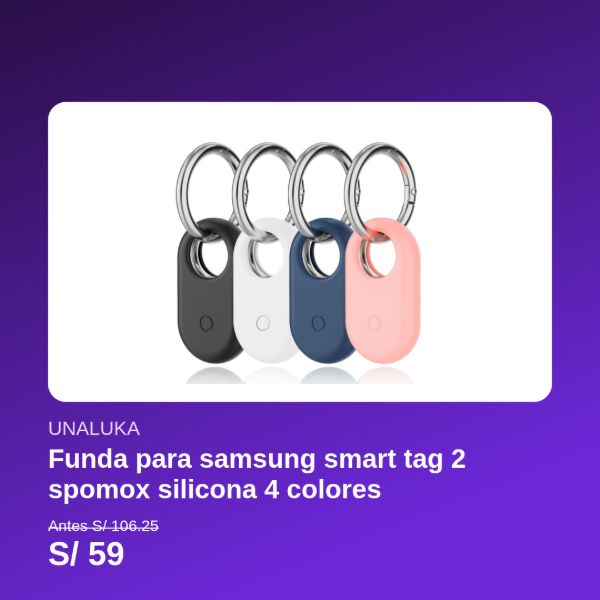 UNALUKA
Funda para samsung smart tag 2
spomox silicona 4 colores
Antes S/ 106.25
S/ 59